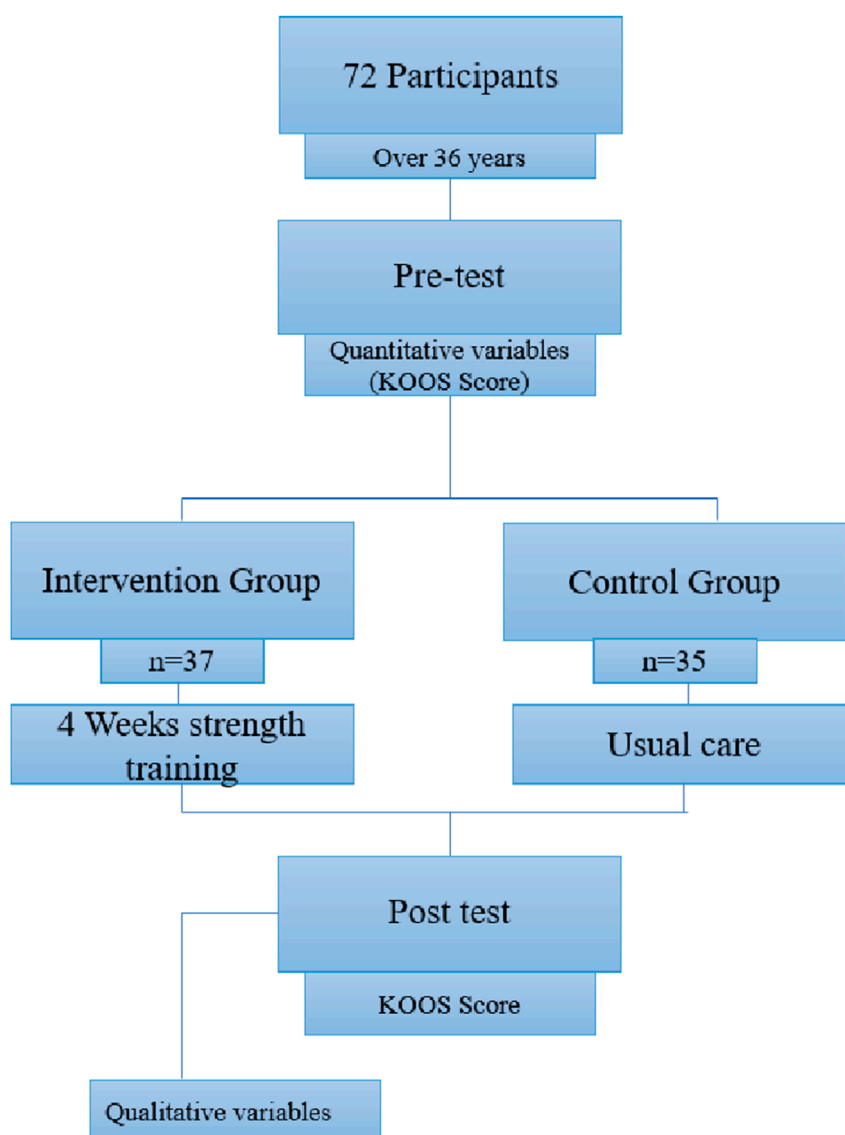 72 Participants
Over 36 years
Pre-test
Quantitative variables
(KOOS Score)
Intervention Group
Control Group
n=37
n=35
4 Weeks strength
training
Usual care
Post test
KOOS Score
Qualitative variables